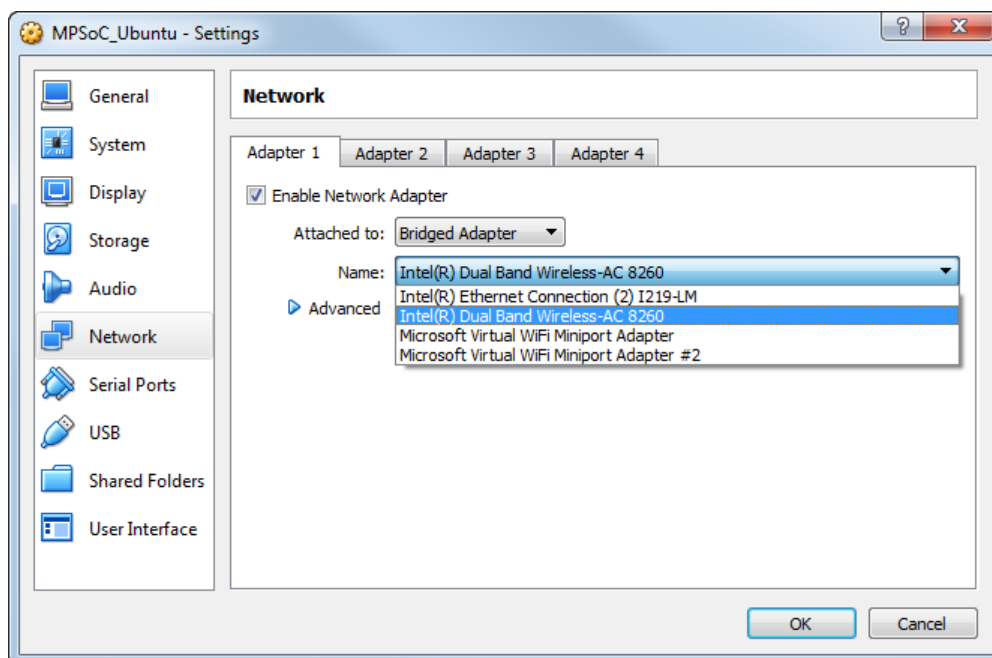 MPSoC_Ubuntu - Settings
?
X
General
System
Display
Storage
Audio
Network
Serial Ports
USB
Shared Folders
User Interface
Network
Adapter 1 Adapter 2 Adapter 3 Adapter 4
Enable Network Adapter
Attached to: Bridged Adapter
Name: Intel(R) Dual Band Wireless-AC 8260
Intel(R) Ethernet Connection (2) I219-LM
Intel(R) Dual Band Wireless-AC 8260
Microsoft Virtual WiFi Miniport Adapter
Microsoft Virtual WiFi Miniport Adapter #2
Advanced
OK Cancel